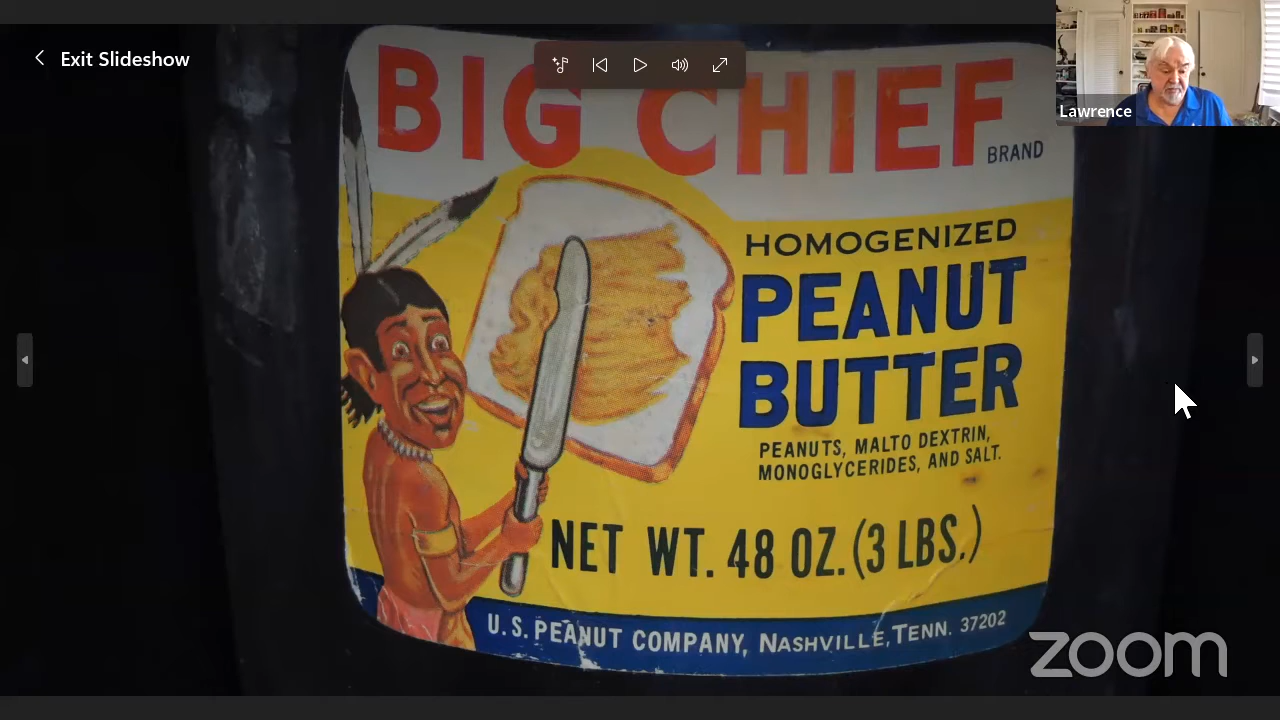 Exit Slideshow
Lawrence
BIG CHIEF
BRAND
HOMOGENIZED
PEANUT
BUTTER
PEANUTS, MALTO DEXTRIN,
MONOGLYCERIDES, AND SALT.
NET WT. 48 OZ. (3 LBS.)
U.S. PEANUT COMPANY, NASHVILLE, TENN. 37202
zoom